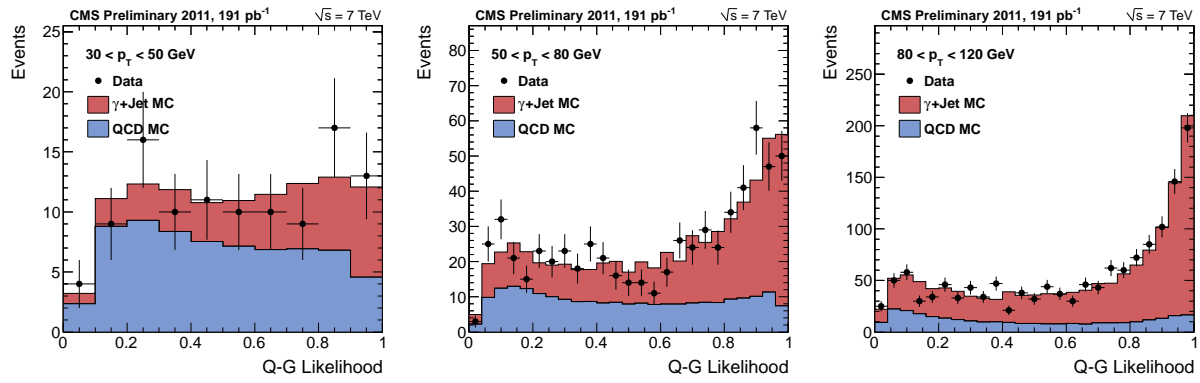 CMS Preliminary 2011, 191 pb⁻¹ √s = 7 TeV
Events
25
20
15
10
5
0
30 < p_T < 50 GeV
Data
γ+Jet MC
QCD MC
0 0.2 0.4 0.6 0.8 1
Q-G Likelihood
CMS Preliminary 2011, 191 pb⁻¹ √s = 7 TeV
Events
80
70
60
50
40
30
20
10
0
50 < p_T < 80 GeV
Data
γ+Jet MC
QCD MC
0 0.2 0.4 0.6 0.8 1
Q-G Likelihood
CMS Preliminary 2011, 191 pb⁻¹ √s = 7 TeV
Events
250
200
150
100
50
0
80 < p_T < 120 GeV
Data
γ+Jet MC
QCD MC
0 0.2 0.4 0.6 0.8 1
Q-G Likelihood